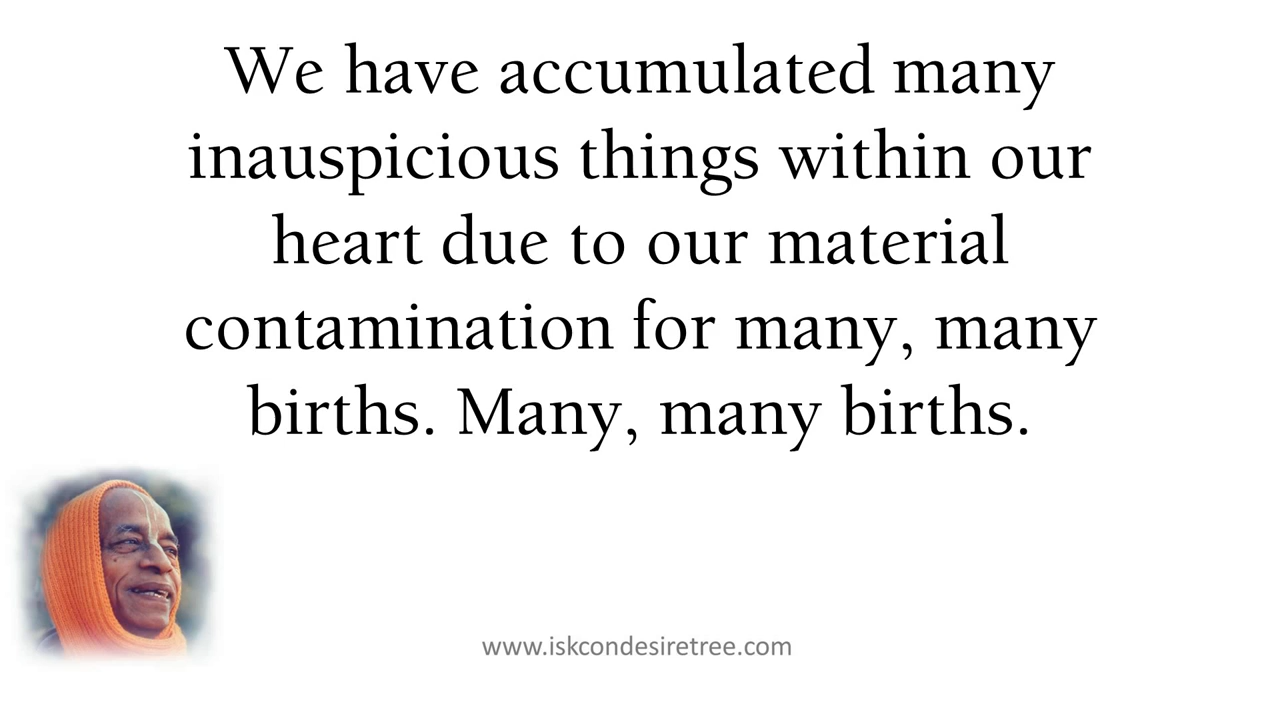 We have accumulated many
inauspicious things within our
heart due to our material
contamination for many, many
births. Many, many births.
www.iskcondesiretree.com